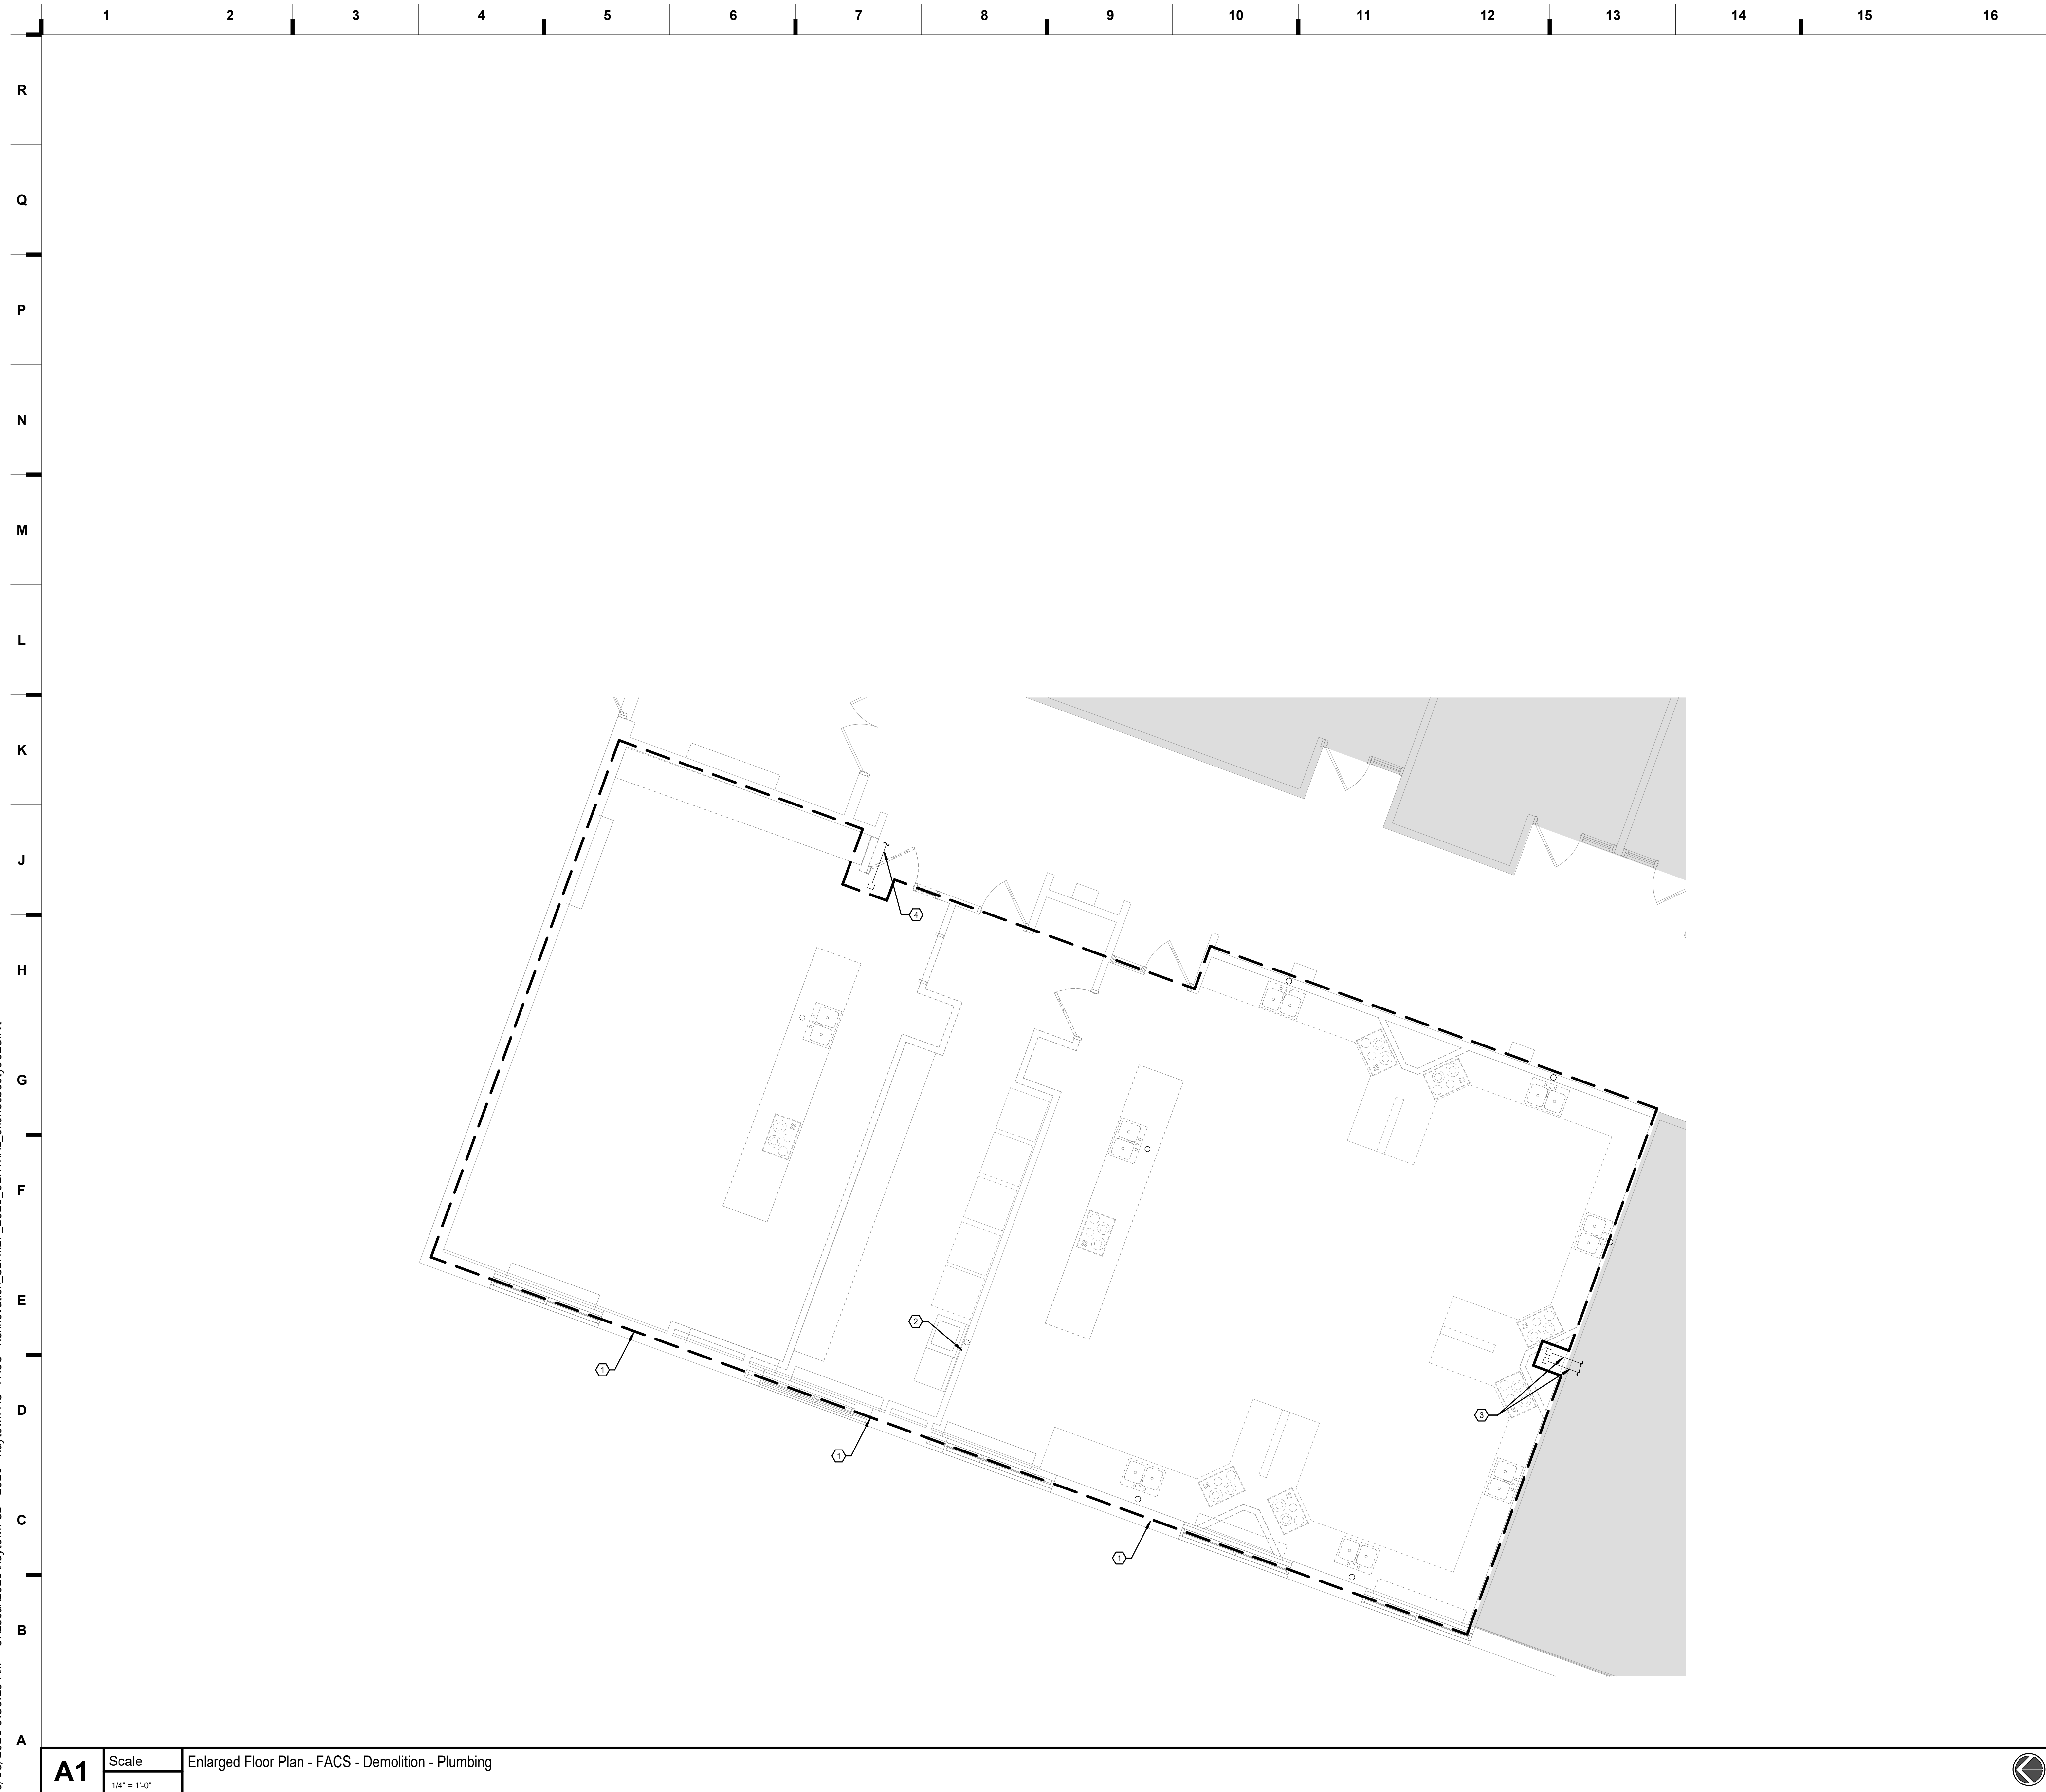 1 2 3 4 5 6 7 8 9 10 11 12 13 14 15 16
R
Q
P
N
M
L
K
J
4
H
G
F
E
2
1
D
3
1
C
1
B
A
A1
Scale
1/4" = 1'-0"
Enlarged Floor Plan - FACS - Demolition - Plumbing